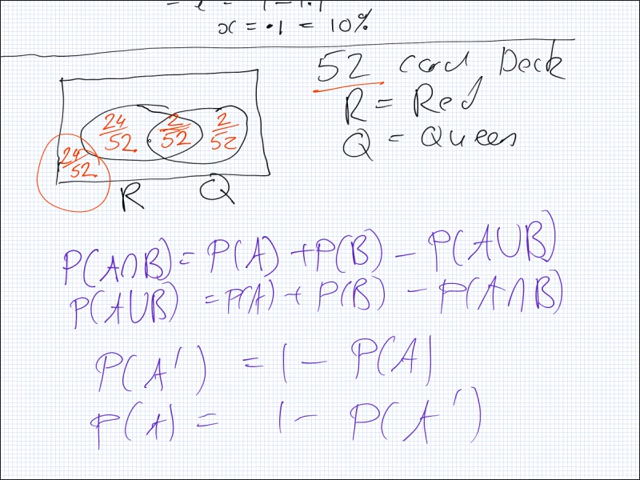 x = .1 = 10%
52 card Deck
R = Red
Q = Queen
24/52 2/52 2/52
24/52
R Q
P(A∩B) = P(A) + P(B) - P(A∪B)
P(A∪B) = P(A) + P(B) - P(A∩B)
P(A') = 1 - P(A)
P(A) = 1 - P(A')